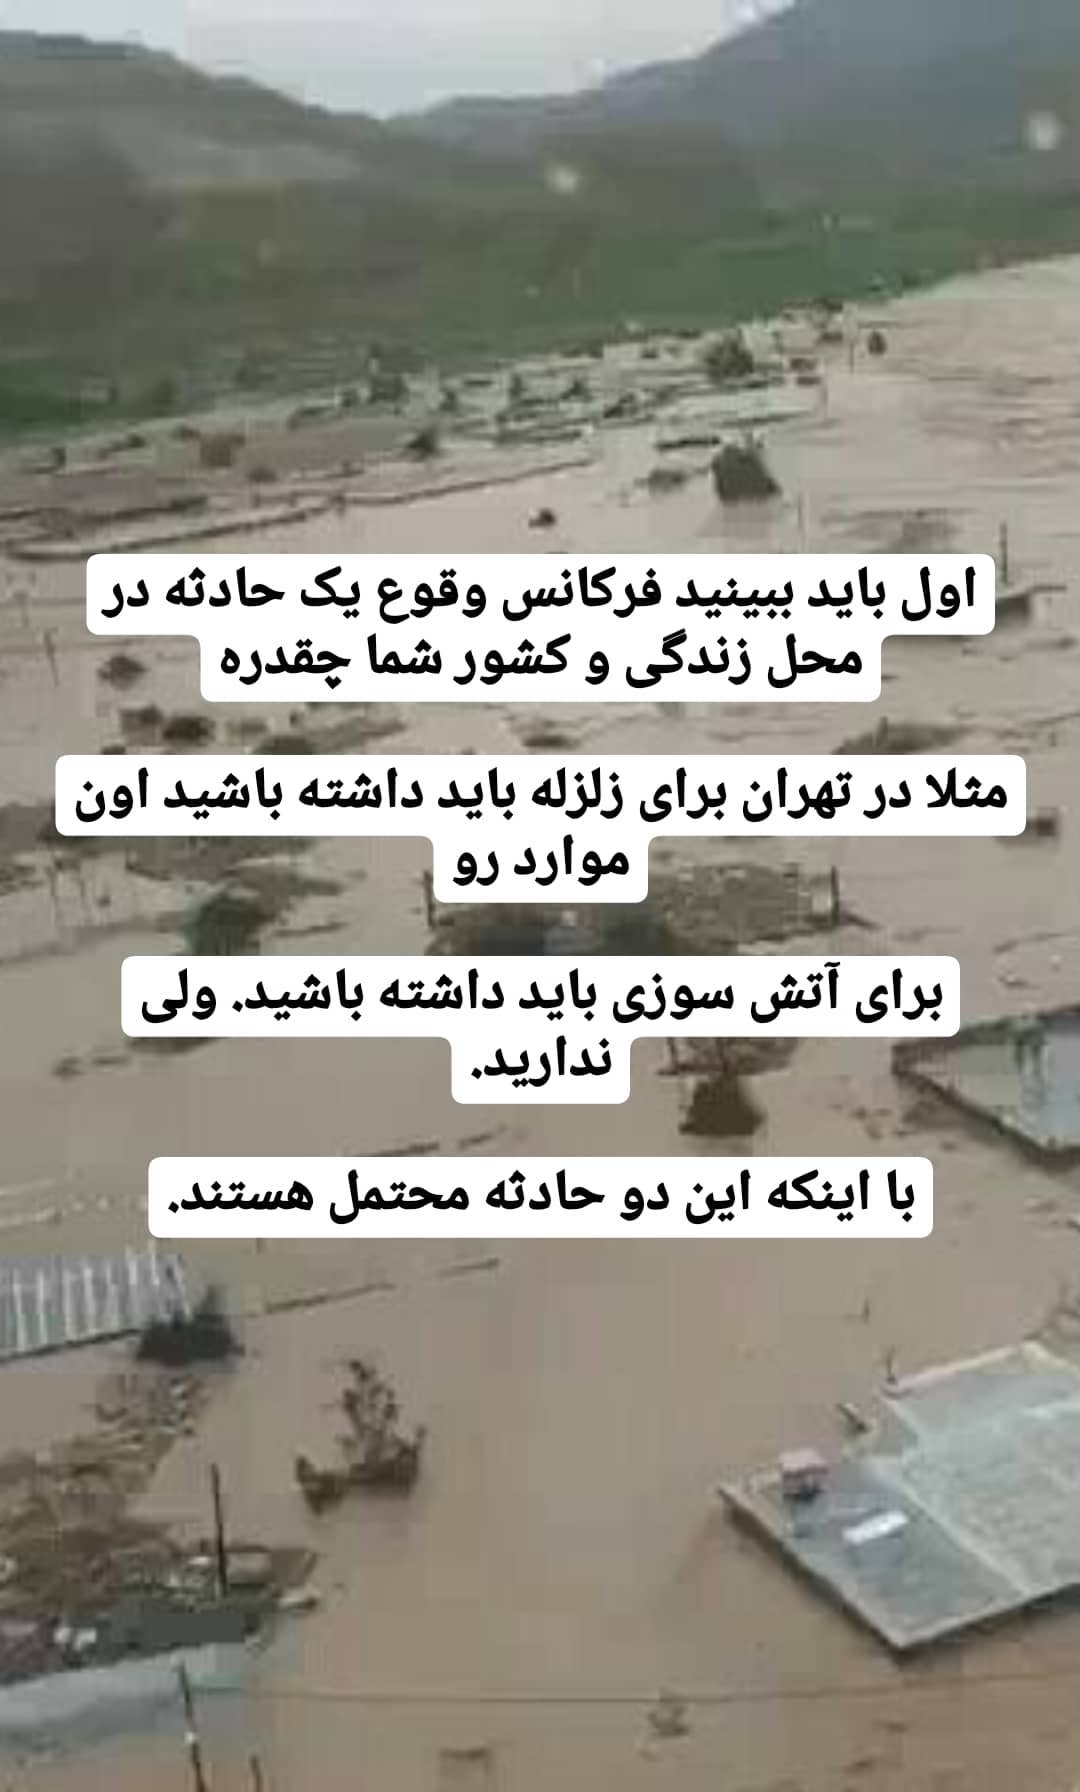 اول باید ببینید فرکانس وقوع یک حادثه در
محل زندگی و کشور شما چقدره
مثلا در تهران برای زلزله باید داشته باشید اون
موارد رو
برای آتش سوزی باید داشته باشید. ولی
ندارید.
با اینکه این دو حادثه محتمل هستند.